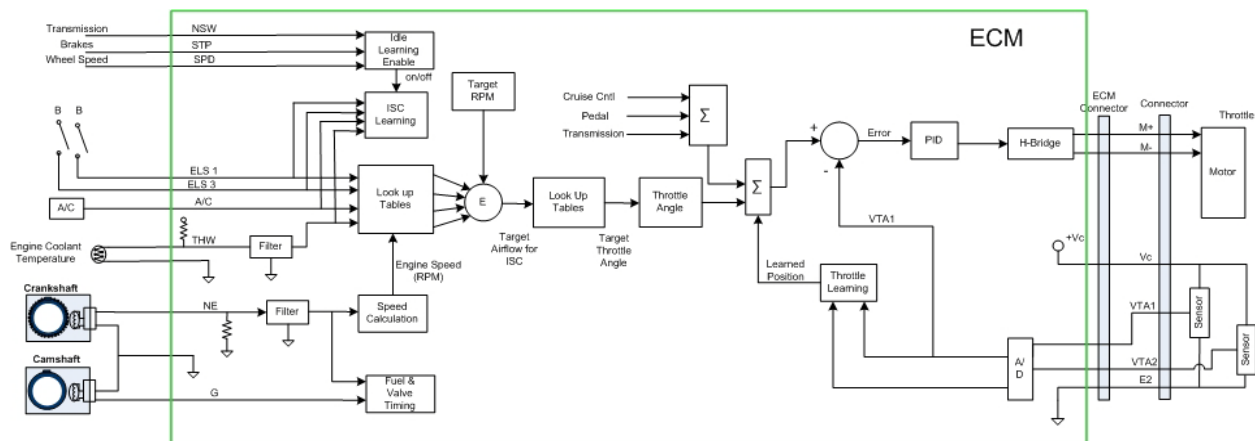 Transmission
NSW
Brakes
STP
Wheel Speed
SPD
Idle
Learning
Enable
on/off
ISC
Learning
Target
RPM
B
B
ELS 1
ELS 3
A/C
A/C
Look up
Tables
E
Engine Coolant
Temperature
THW
Filter
Engine Speed
(RPM)
Target
Airflow for
ISC
Look Up
Tables
Target
Throttle
Angle
Throttle
Angle
Crankshaft
NE
Filter
Speed
Calculation
Camshaft
G
Fuel &
Valve
Timing
Cruise Cntl
Pedal
Transmission
Σ
Σ
Learned
Position
Throttle
Learning
+
-
Error
VTA1
PID
H-Bridge
ECM
ECM
Connector
Connector
Throttle
M+
M-
Motor
+Vc
Vc
VTA1
Sensor
VTA2
Sensor
E2
A/
D